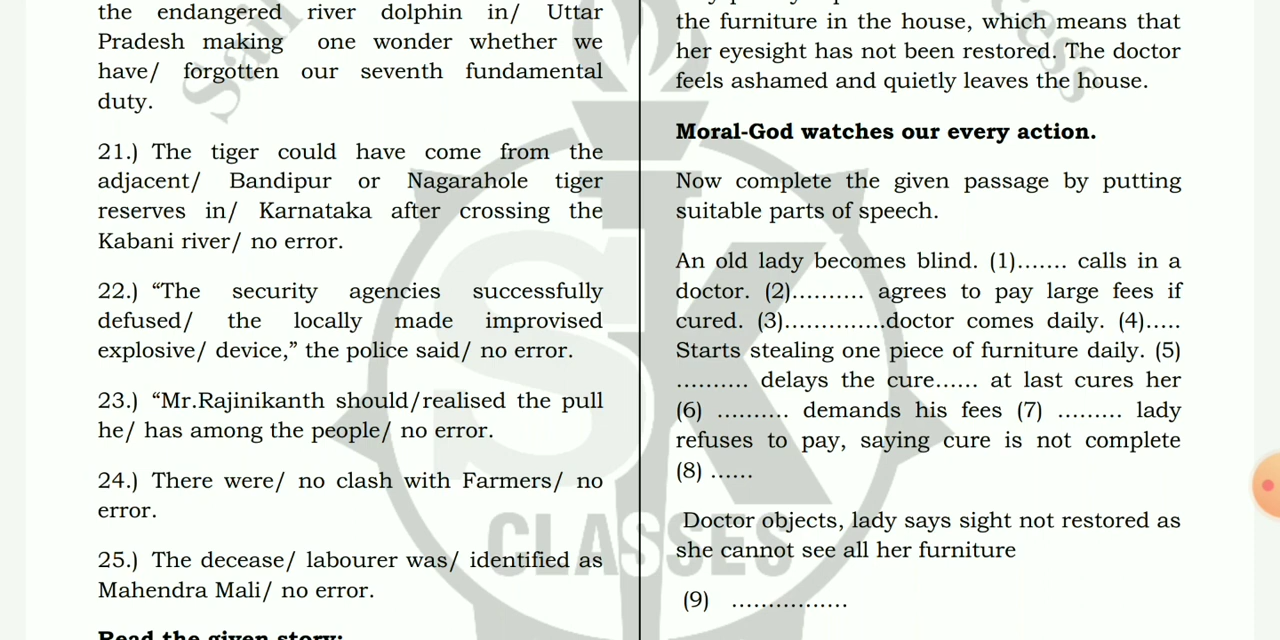 the endangered river dolphin in/ Uttar
Pradesh making one wonder whether we
have/ forgotten our seventh fundamental
duty.
21.) The tiger could have come from the
adjacent/ Bandipur or Nagarahole tiger
reserves in/ Karnataka after crossing the
Kabani river/ no error.
22.) “The security agencies successfully
defused/ the locally made improvised
explosive/ device,” the police said/ no error.
23.) “Mr.Rajinikanth should/realised the pull
he/ has among the people/ no error.
24.) There were/ no clash with Farmers/ no
error.
25.) The decease/ labourer was/ identified as
Mahendra Mali/ no error.
Read the given story:
the furniture in the house, which means that
her eyesight has not been restored. The doctor
feels ashamed and quietly leaves the house.
Moral-God watches our every action.
Now complete the given passage by putting
suitable parts of speech.
An old lady becomes blind. (1)....... calls in a
doctor. (2).......... agrees to pay large fees if
cured. (3)..............doctor comes daily. (4).....
Starts stealing one piece of furniture daily. (5)
.......... delays the cure...... at last cures her
(6) .......... demands his fees (7) ......... lady
refuses to pay, saying cure is not complete
(8) ......
Doctor objects, lady says sight not restored as
she cannot see all her furniture
(9) ................
SK
CLASSES